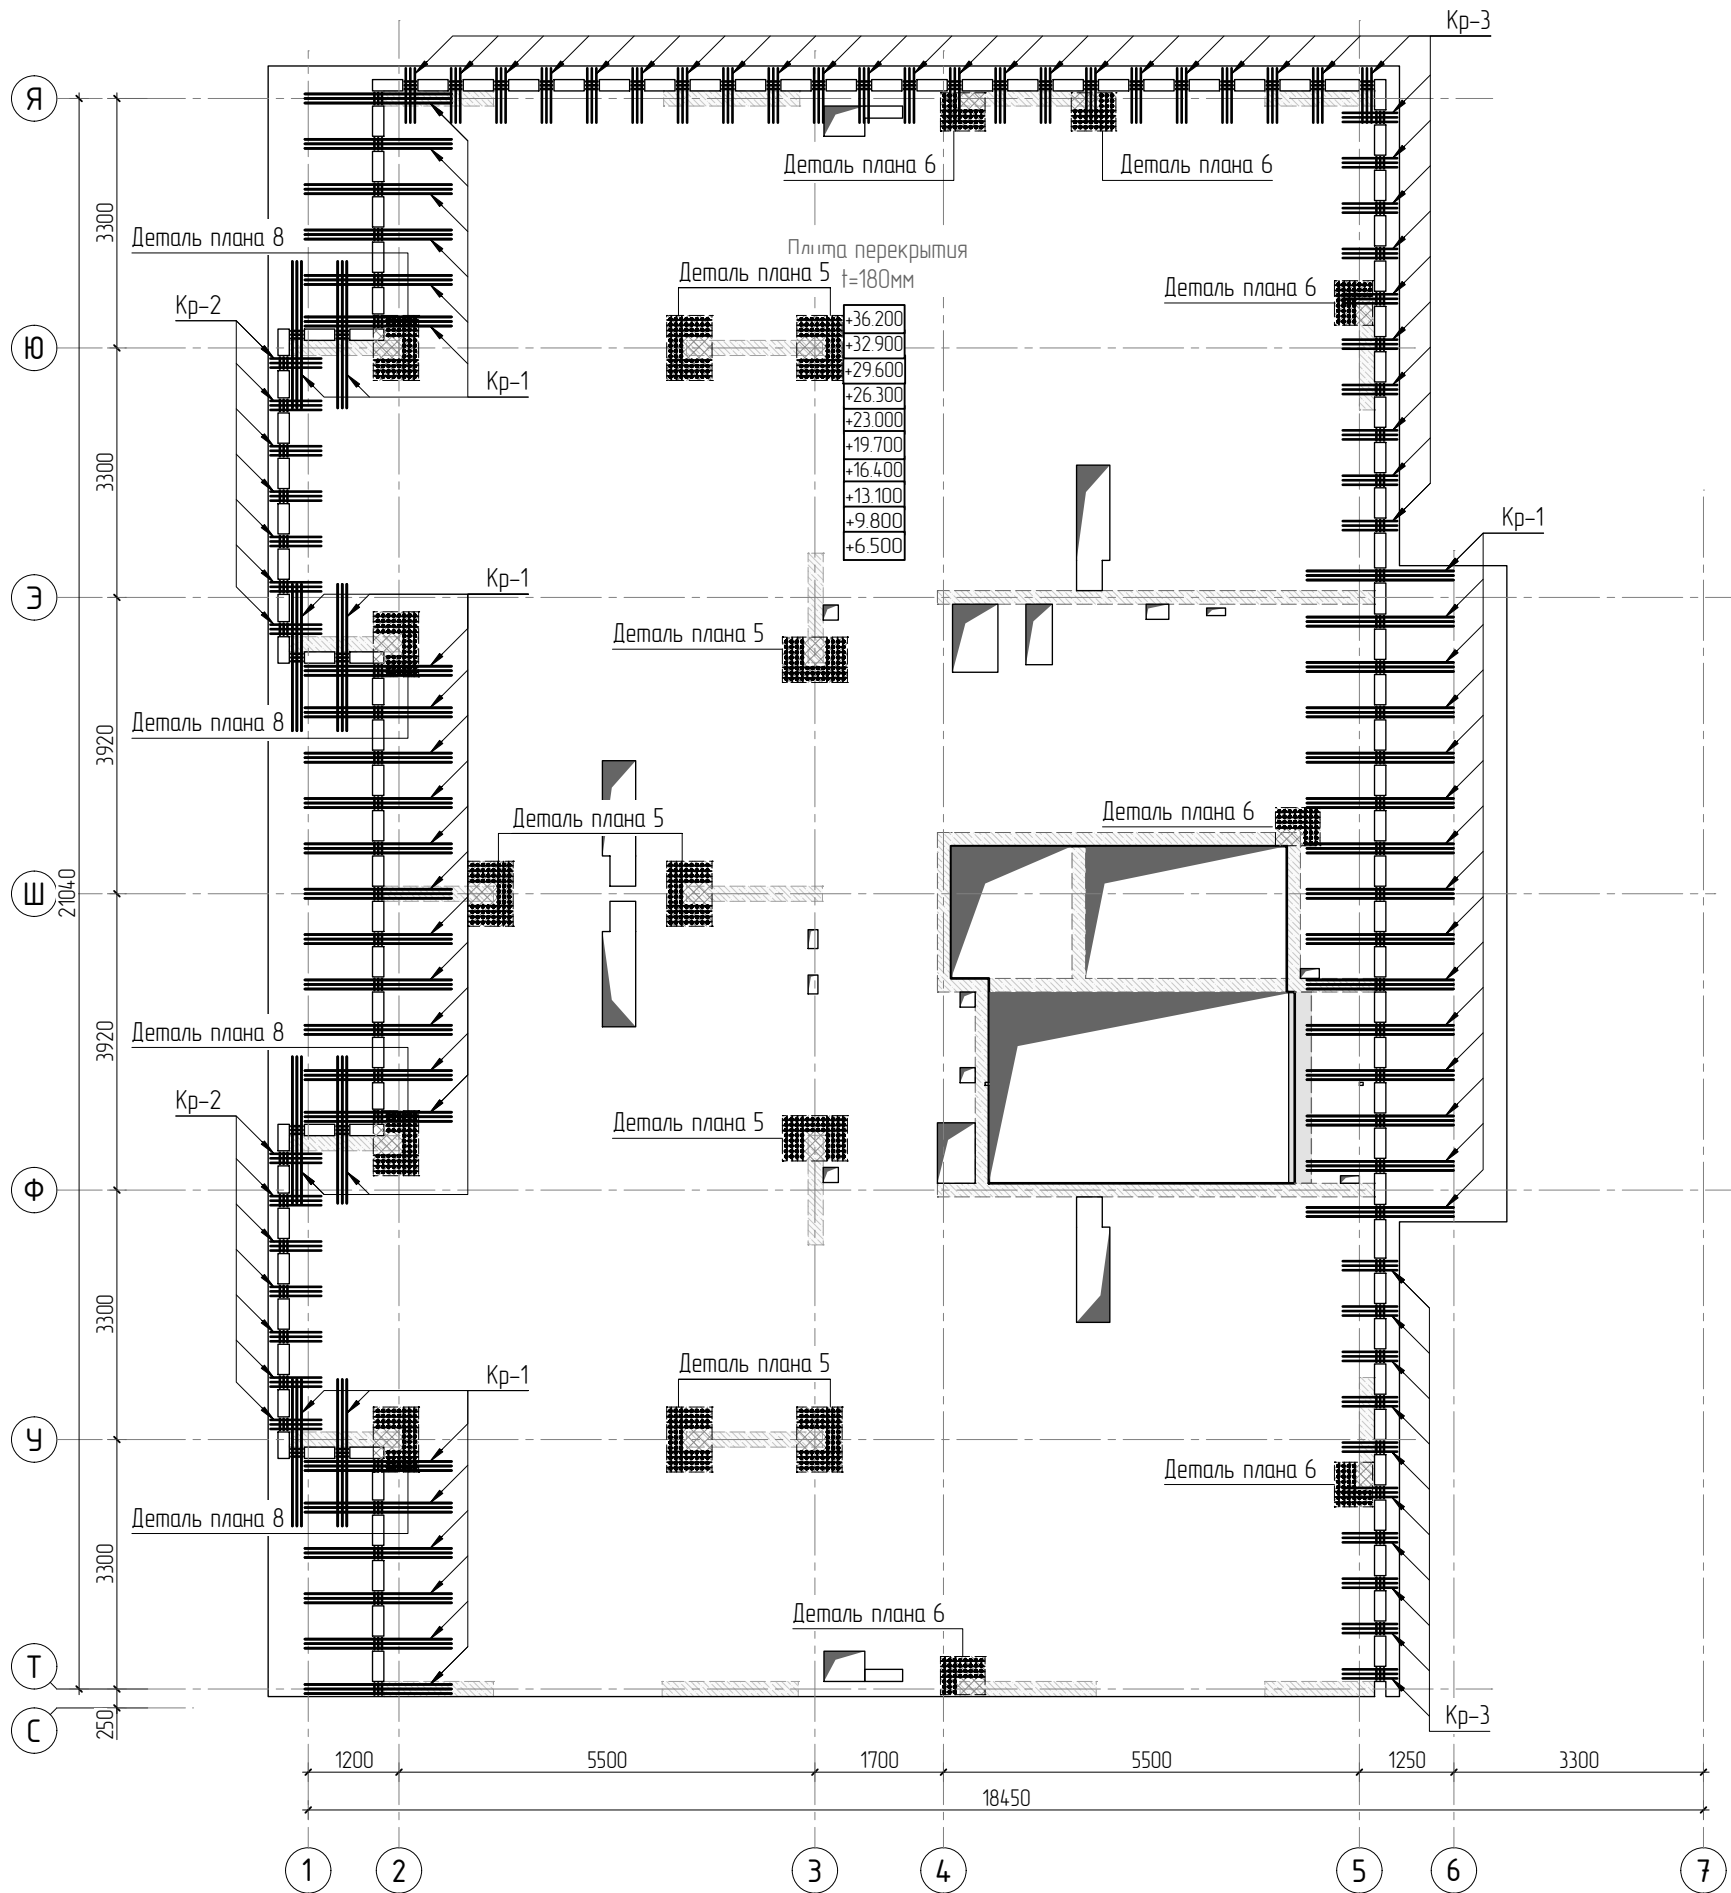 Кр-3
Я
Деталь плана 6
Деталь плана 6
3300
Деталь плана 8
Плита перекрытия
t=180мм
Деталь плана 5
Деталь плана 6
Кр-2
+36.200
+32.900
+29.600
+26.300
+23.000
+19.700
+16.400
+13.100
+9.800
+6.500
Ю
Кр-1
3300
Кр-1
Кр-1
Э
Деталь плана 5
Деталь плана 8
3920
Деталь плана 5
Деталь плана 6
Ш
21040
Деталь плана 8
3920
Кр-2
Деталь плана 5
Ф
3300
Деталь плана 5
Кр-1
У
Деталь плана 6
Деталь плана 8
3300
Деталь плана 6
Т
С
250
Кр-3
1200
5500
1700
5500
1250
3300
18450
1
2
3
4
5
6
7